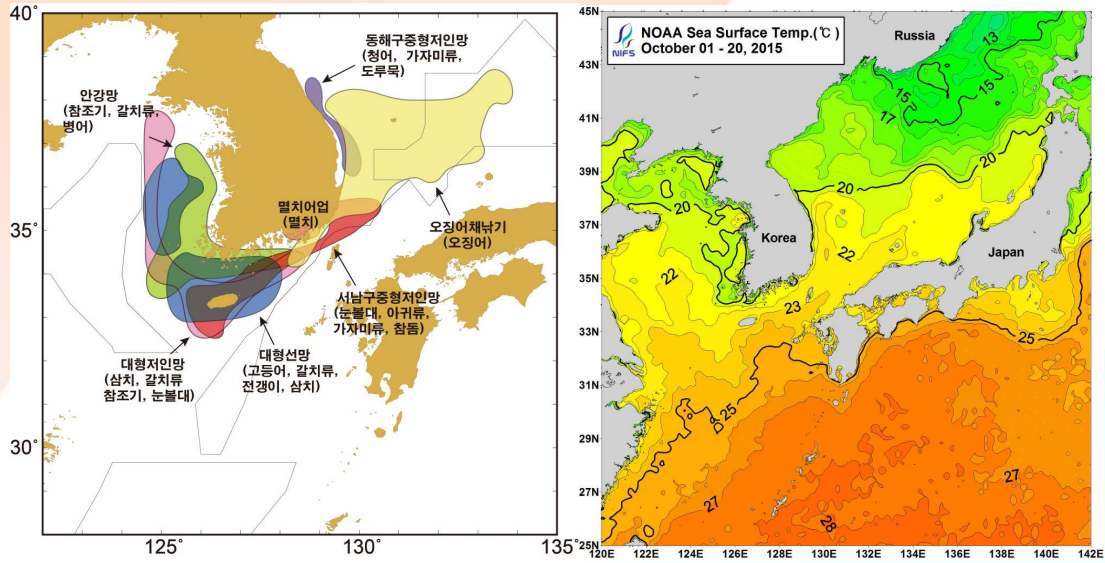 40°
35°
30°
125°
130°
135°
동해구중형저인망
(청어, 가자미류,
도루묵)
안강망
(참조기, 갈치류,
병어)
멸치어업
(멸치)
오징어채낚기
(오징어)
서남구중형저인망
(눈볼대, 아귀류,
가자미류, 참돔)
대형저인망
(삼치, 갈치류
참조기, 눈볼대)
대형선망
(고등어, 갈치류,
전갱이, 삼치)
NIFS
NOAA Sea Surface Temp.(℃)
October 01 - 20, 2015
Russia
Korea
Japan
13
15
15
17
20
20
20
22
22
23
25
25
27
27
28
45N
43N
41N
39N
37N
35N
33N
31N
29N
27N
25N
120E 122E 124E 126E 128E 130E 132E 134E 136E 138E 140E 142E